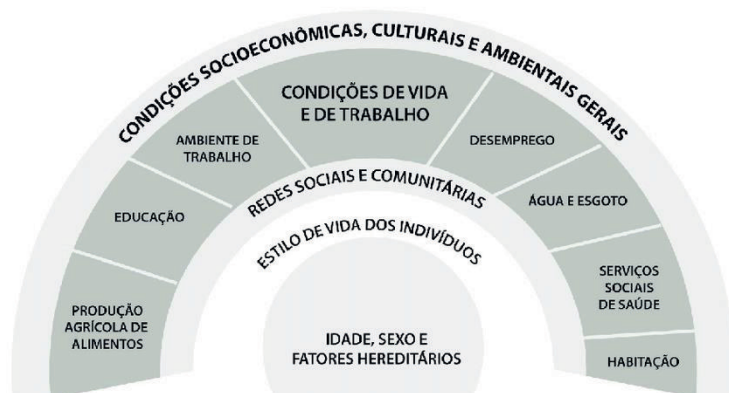 CONDIÇÕES SOCIOECONÔMICAS, CULTURAIS E AMBIENTAIS GERAIS
CONDIÇÕES DE VIDA
E DE TRABALHO
AMBIENTE DE
TRABALHO
DESEMPREGO
EDUCAÇÃO
ÁGUA E ESGOTO
PRODUÇÃO
AGRÍCOLA DE
ALIMENTOS
SERVIÇOS
SOCIAIS
DE SAÚDE
HABITAÇÃO
REDES SOCIAIS E COMUNITÁRIAS
ESTILO DE VIDA DOS INDIVÍDUOS
IDADE, SEXO E
FATORES HEREDITÁRIOS